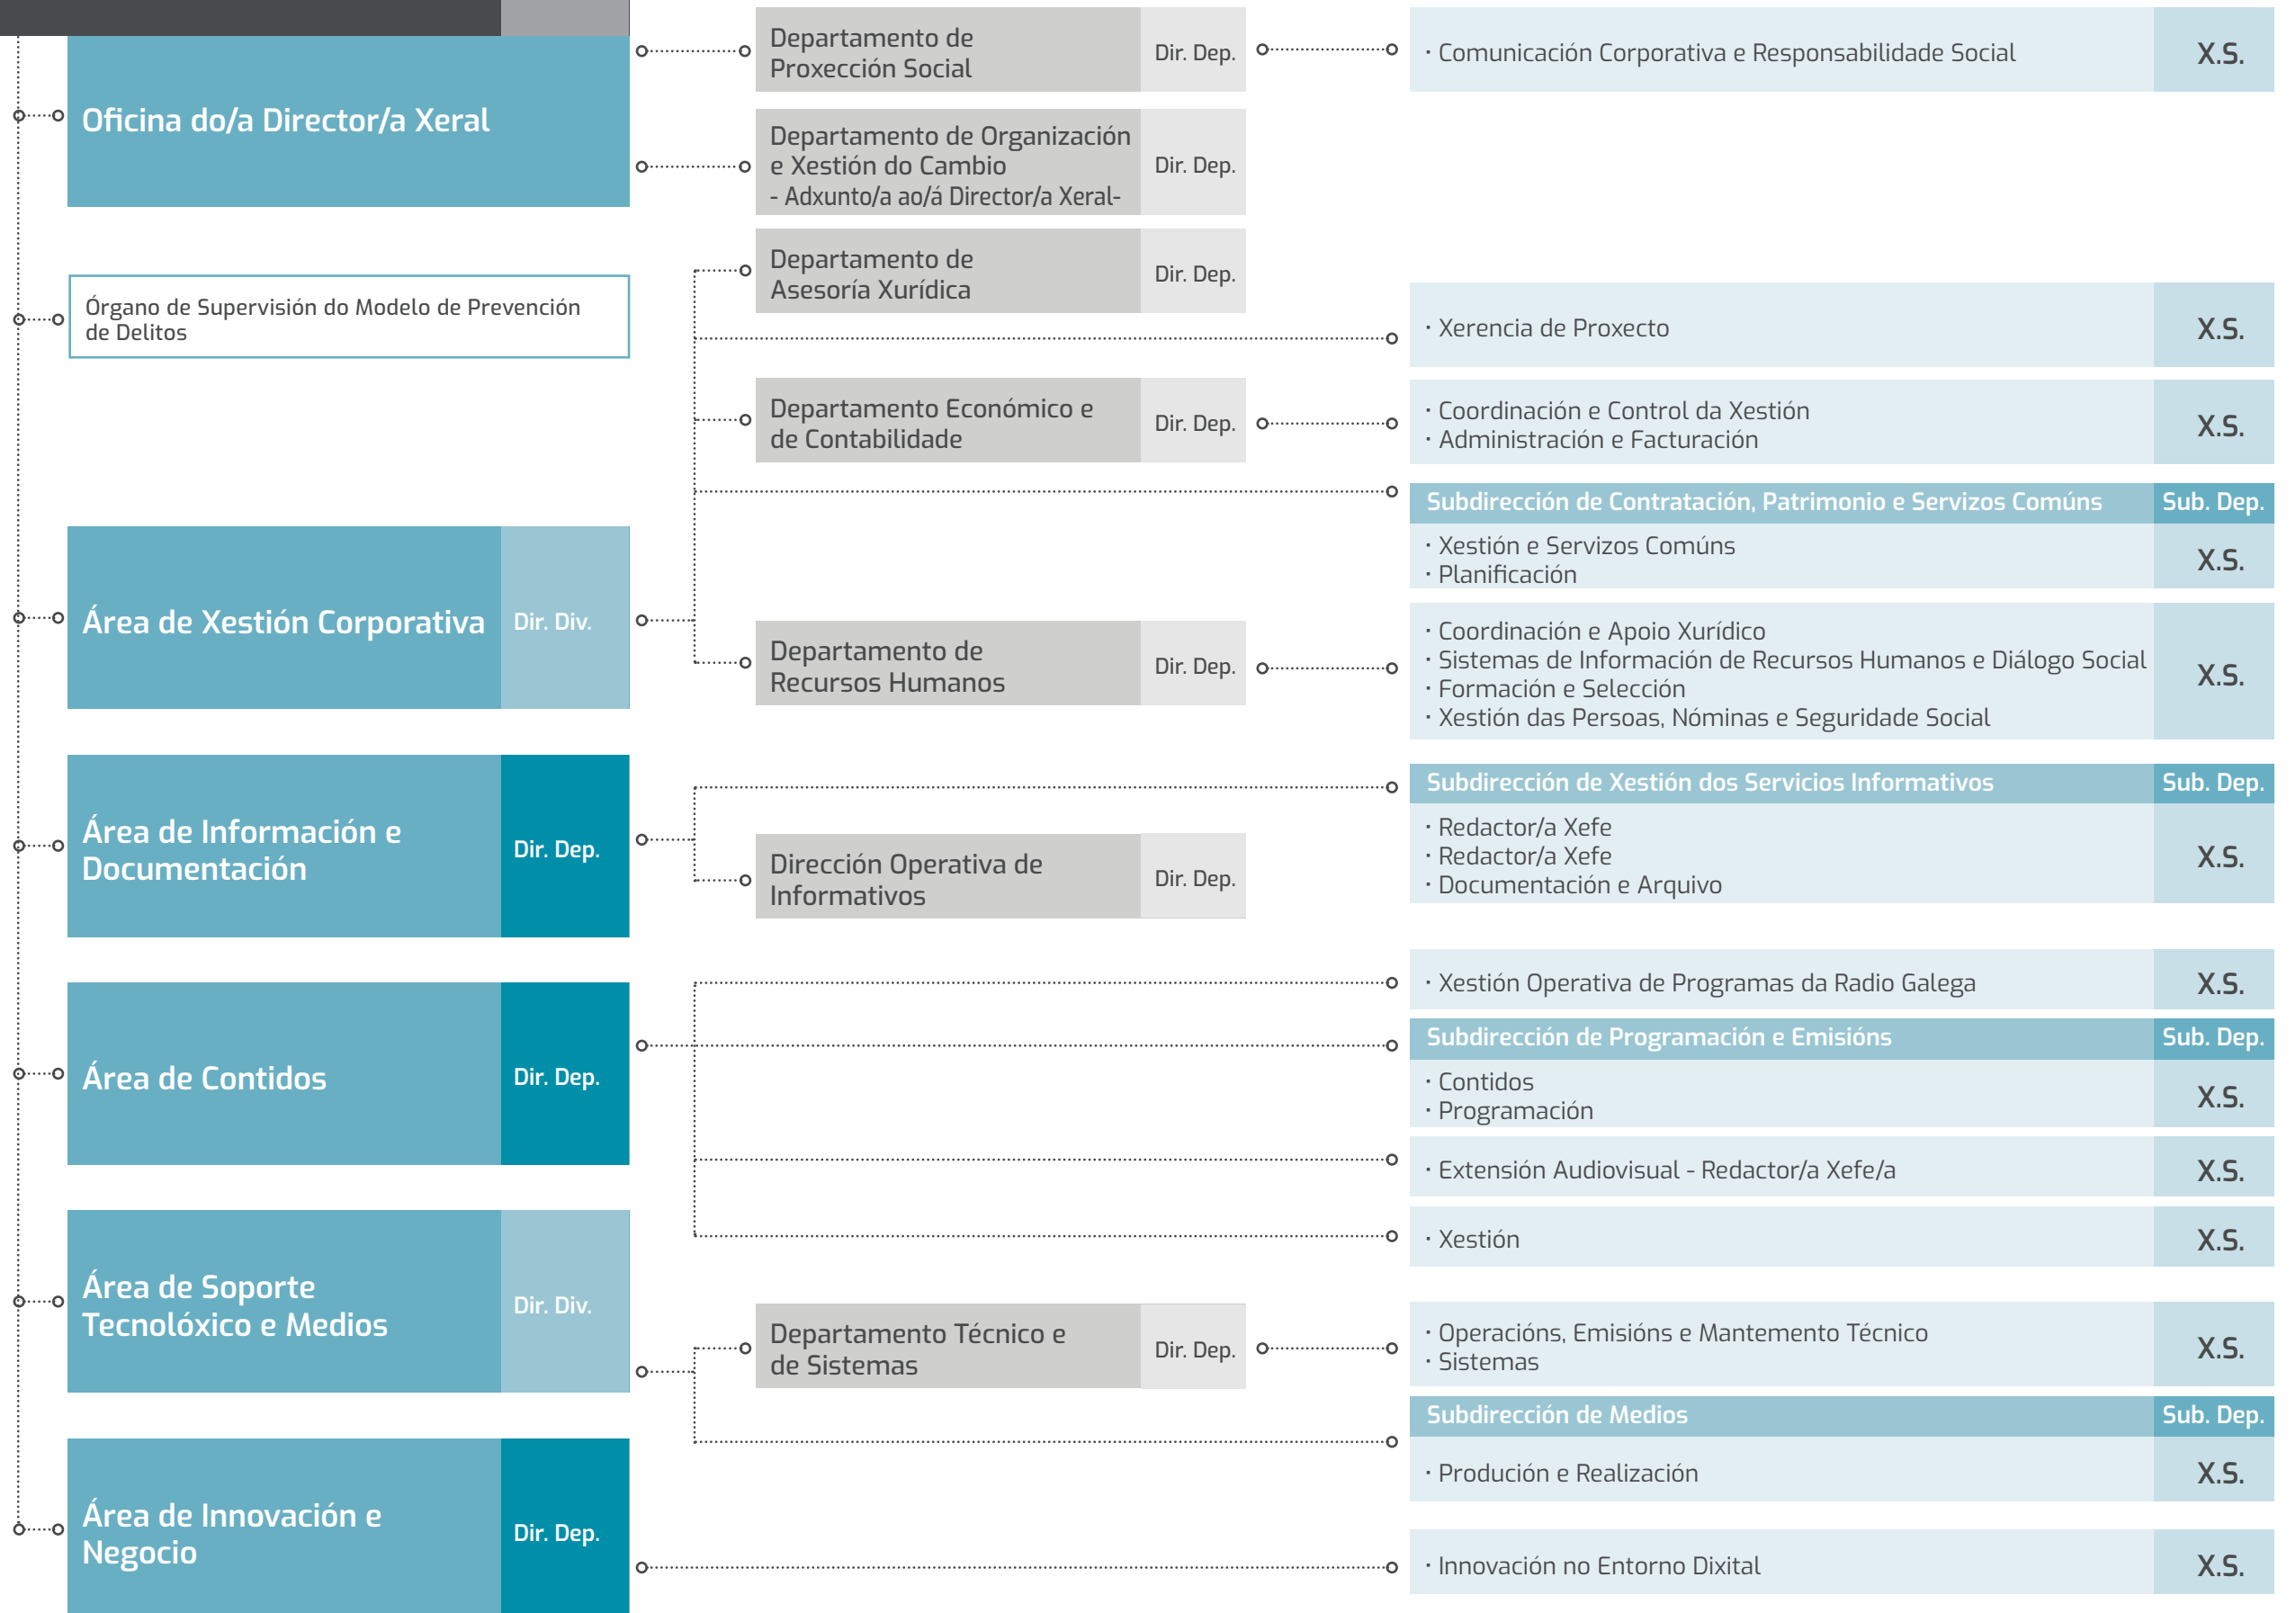 Oficina do/a Director/a Xeral
Departamento de
Proxección Social
Dir. Dep.
· Comunicación Corporativa e Responsabilidade Social
X.S.
Departamento de Organización
e Xestión do Cambio
- Adxunto/a ao/á Director/a Xeral-
Dir. Dep.
Órgano de Supervisión do Modelo de Prevención
de Delitos
Área de Xestión Corporativa
Dir. Div.
Departamento de
Asesoría Xurídica
Dir. Dep.
· Xerencia de Proxecto
X.S.
Departamento Económico e
de Contabilidade
Dir. Dep.
· Coordinación e Control da Xestión
· Administración e Facturación
X.S.
Subdirección de Contratación, Patrimonio e Servizos Comúns
Sub. Dep.
· Xestión e Servizos Comúns
· Planificación
X.S.
Departamento de
Recursos Humanos
Dir. Dep.
· Coordinación e Apoio Xurídico
· Sistemas de Información de Recursos Humanos e Diálogo Social
· Formación e Selección
· Xestión das Persoas, Nóminas e Seguridade Social
X.S.
Área de Información e
Documentación
Dir. Dep.
Subdirección de Xestión dos Servicios Informativos
Sub. Dep.
· Redactor/a Xefe
· Redactor/a Xefe
· Documentación e Arquivo
X.S.
Dirección Operativa de
Informativos
Dir. Dep.
Área de Contidos
Dir. Dep.
· Xestión Operativa de Programas da Radio Galega
X.S.
Subdirección de Programación e Emisións
Sub. Dep.
· Contidos
· Programación
X.S.
· Extensión Audiovisual - Redactor/a Xefe/a
X.S.
· Xestión
X.S.
Área de Soporte
Tecnolóxico e Medios
Dir. Div.
Departamento Técnico e
de Sistemas
Dir. Dep.
· Operacións, Emisións e Mantemento Técnico
· Sistemas
X.S.
Subdirección de Medios
Sub. Dep.
· Produción e Realización
X.S.
Área de Innovación e
Negocio
Dir. Dep.
· Innovación no Entorno Dixital
X.S.